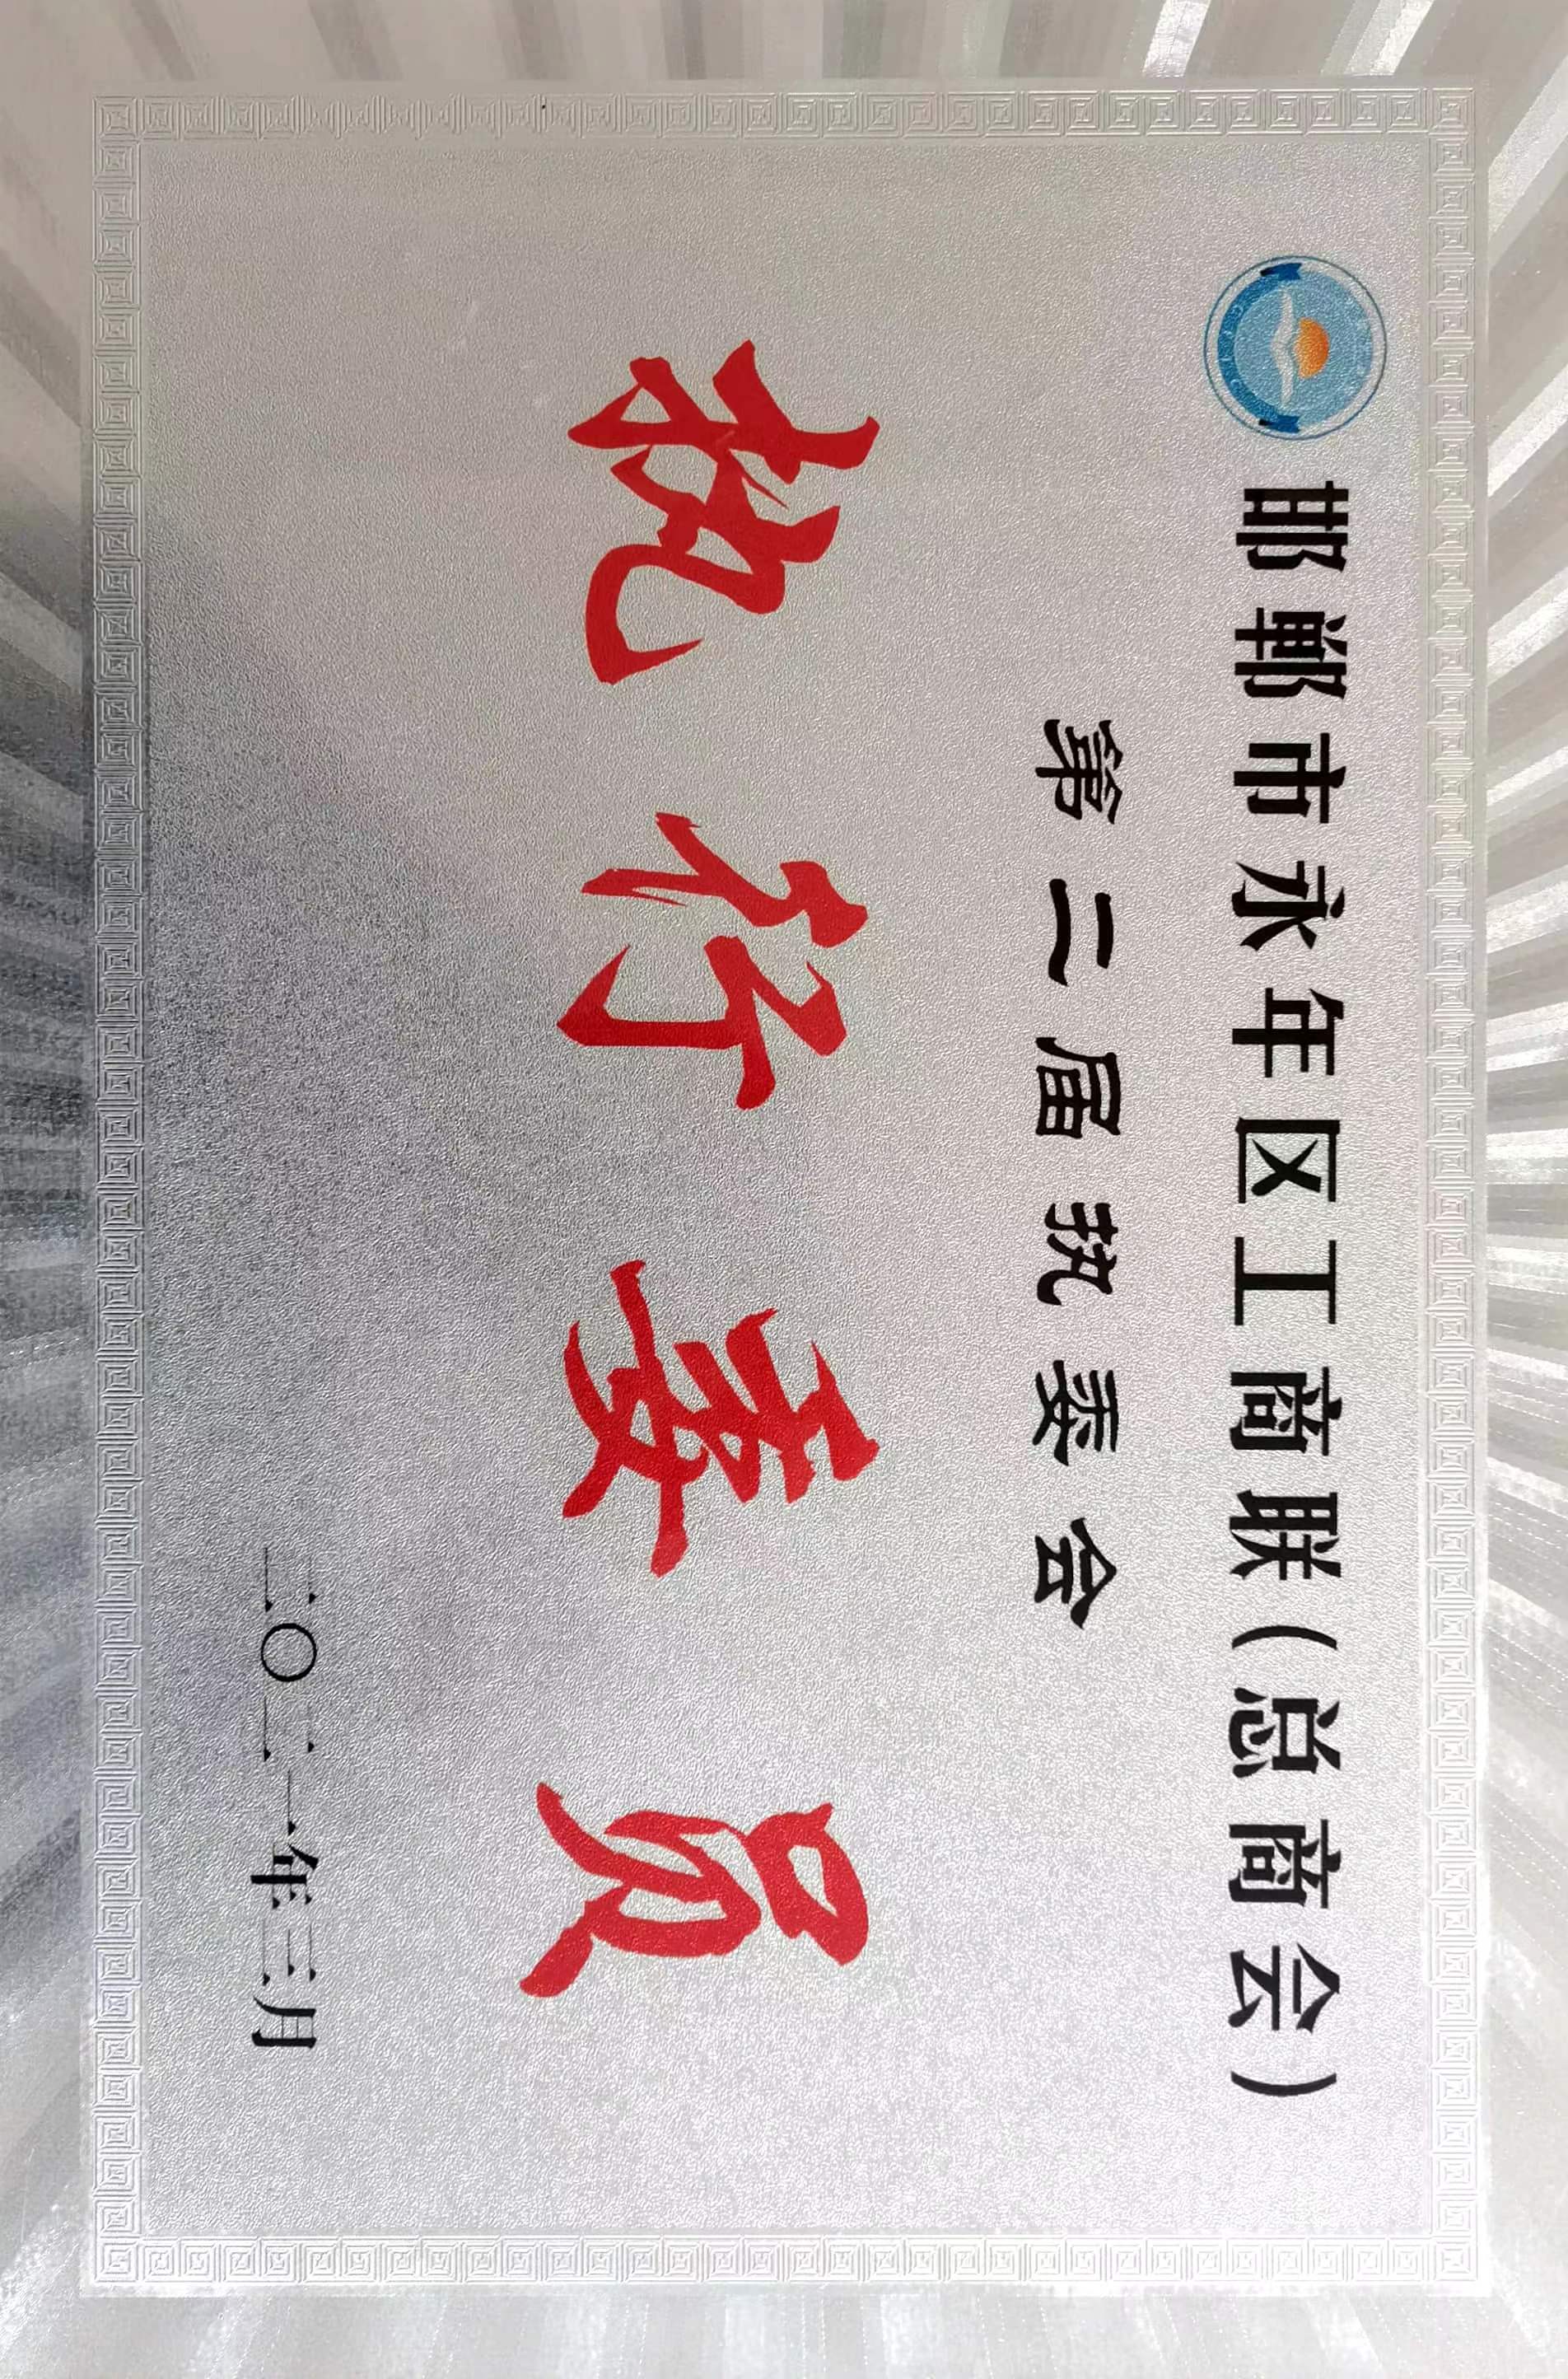 邯郸市永年区工商联(总商会)
第二届执委会
执行委员
二〇二一年三月